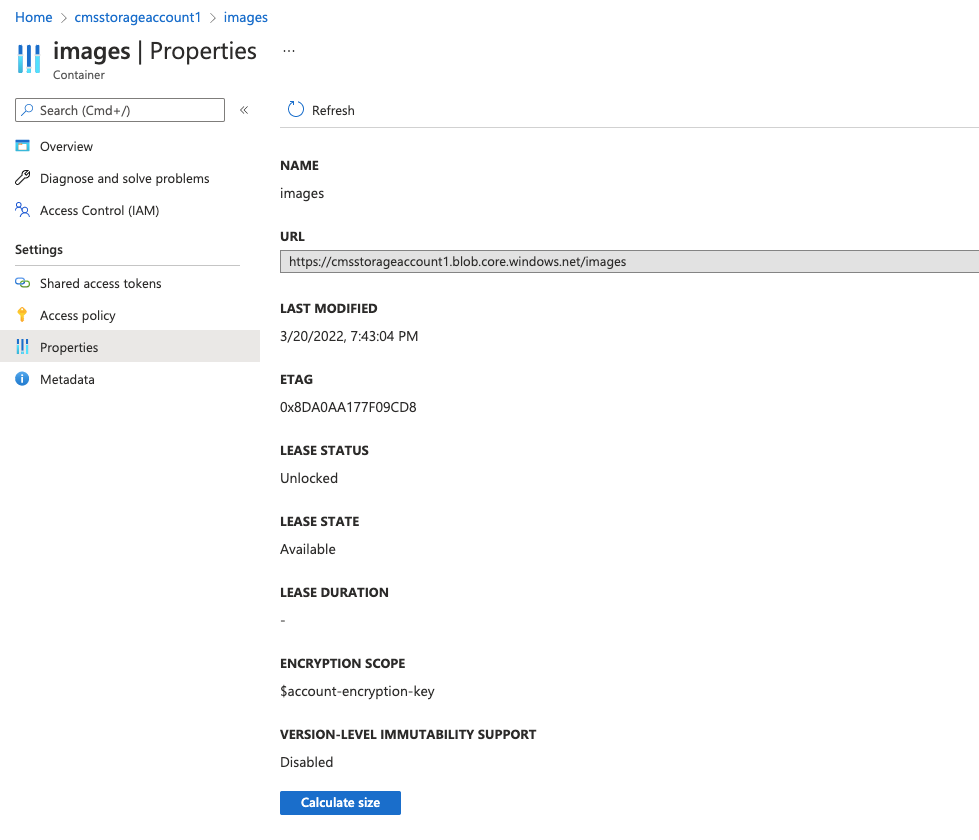 Home > cmsstorageaccount1 > images
images | Properties ...
Container
Search (Cmd+/)
«
Overview
Diagnose and solve problems
Access Control (IAM)
Settings
Shared access tokens
Access policy
Properties
Metadata
Refresh
NAME
images
URL
https://cmsstorageaccount1.blob.core.windows.net/images
LAST MODIFIED
3/20/2022, 7:43:04 PM
ETAG
0x8DA0AA177F09CD8
LEASE STATUS
Unlocked
LEASE STATE
Available
LEASE DURATION
-
ENCRYPTION SCOPE
$account-encryption-key
VERSION-LEVEL IMMUTABILITY SUPPORT
Disabled
Calculate size